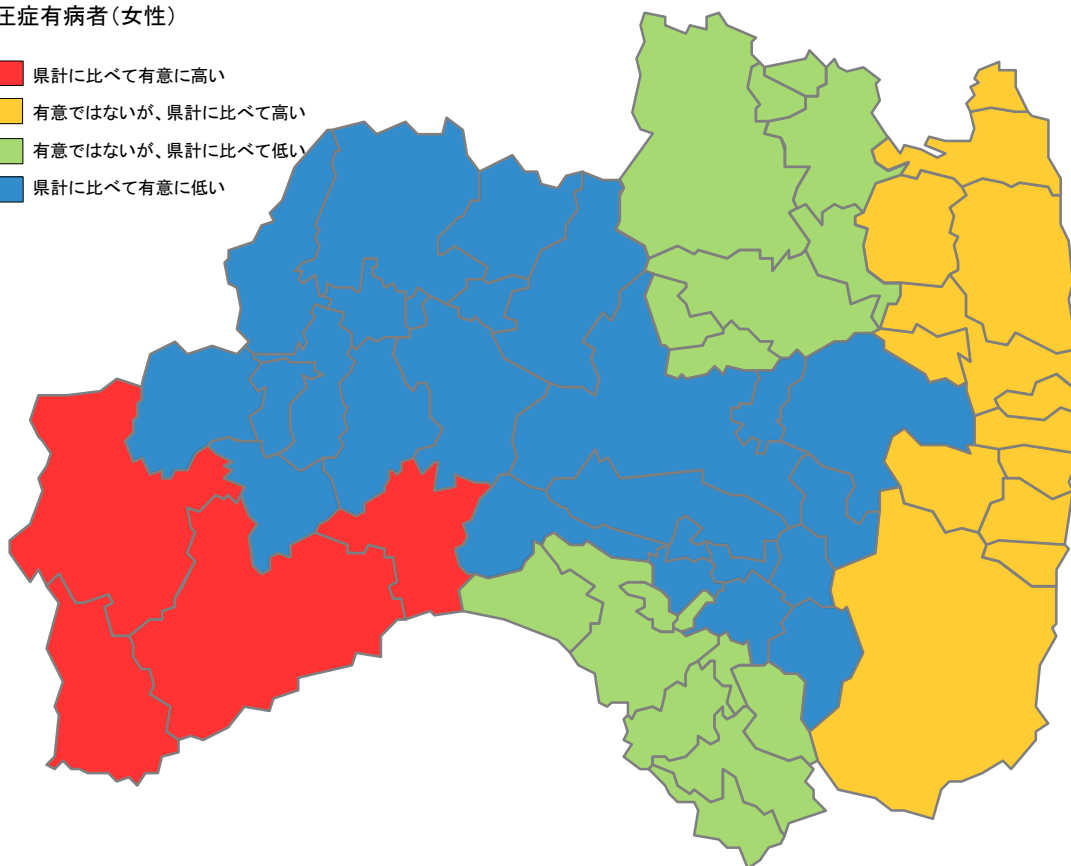 圧症有病者(女性)
県計に比べて有意に高い
有意ではないが、県計に比べて高い
有意ではないが、県計に比べて低い
県計に比べて有意に低い